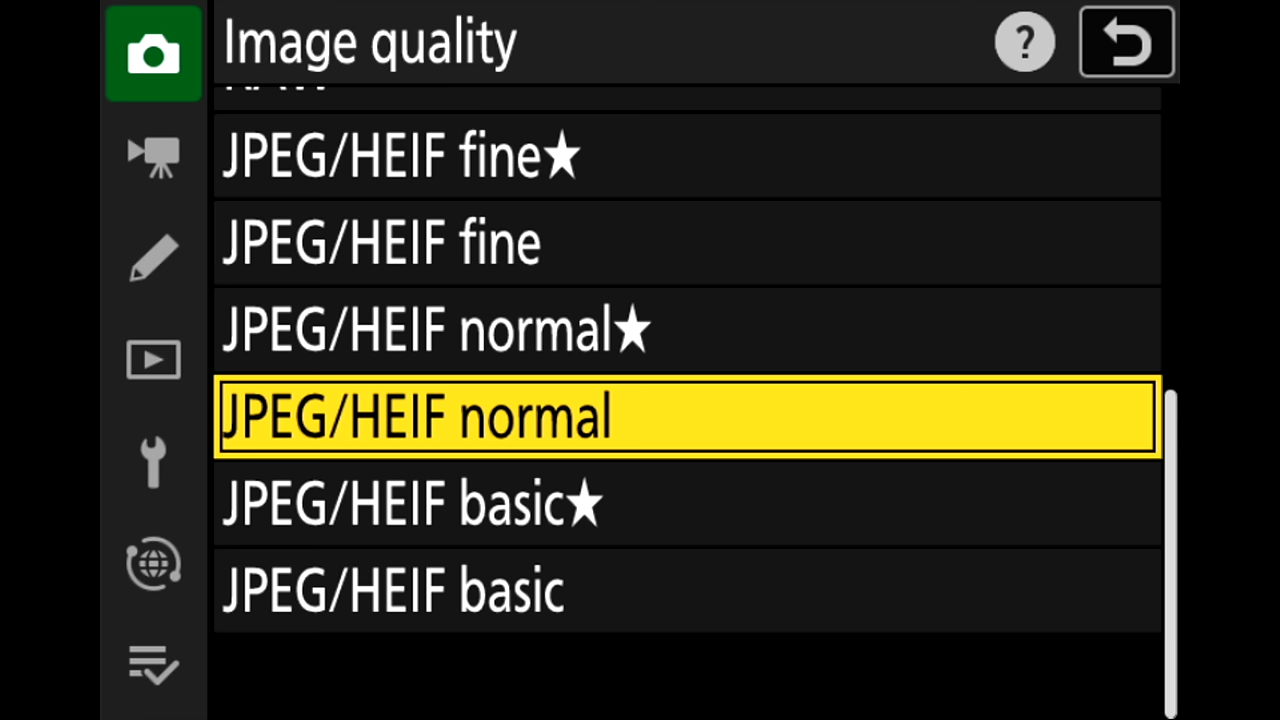 Image quality
?
JPEG/HEIF fine★
JPEG/HEIF fine
JPEG/HEIF normal★
JPEG/HEIF normal
JPEG/HEIF basic★
JPEG/HEIF basic